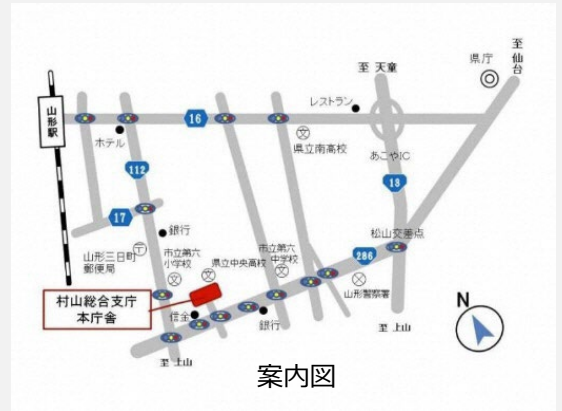 至 仙台
県庁
至 天童
山形駅
レストラン
16
ホテル
文
県立南高校
あこやIC
112
13
17
銀行
松山交差点
286
山形三日町
郵便局
市立第六
小学校
文
県立中央高校
文
市立第六
中学校
文
山形警察署
村山総合支庁
本庁舎
信金
銀行
至 上山
至 上山
N
案内図